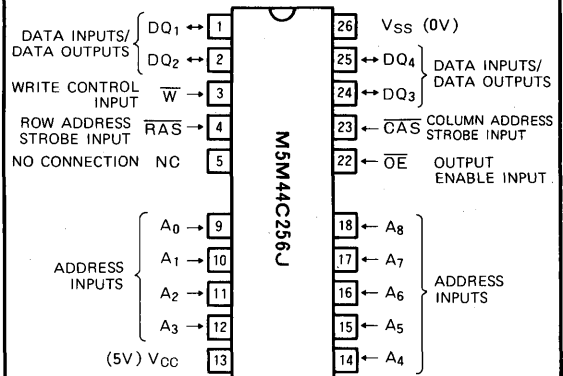 DATA INPUTS/
DATA OUTPUTS
DQ1 ↔ 1
DQ2 ↔ 2
WRITE CONTROL
INPUT
W̅ → 3
ROW ADDRESS
STROBE INPUT
R̅A̅S̅ → 4
NO CONNECTION NC 5
ADDRESS
INPUTS
A0 → 9
A1 → 10
A2 → 11
A3 → 12
(5V) VCC 13
M5M44C256J
26 VSS (0V)
25 ↔ DQ4
24 ↔ DQ3
DATA INPUTS/
DATA OUTPUTS
23 ← C̅A̅S̅ COLUMN ADDRESS
STROBE INPUT
22 ← O̅E̅ OUTPUT
ENABLE INPUT
18 ← A8
17 ← A7
16 ← A6
15 ← A5
14 ← A4
ADDRESS
INPUTS